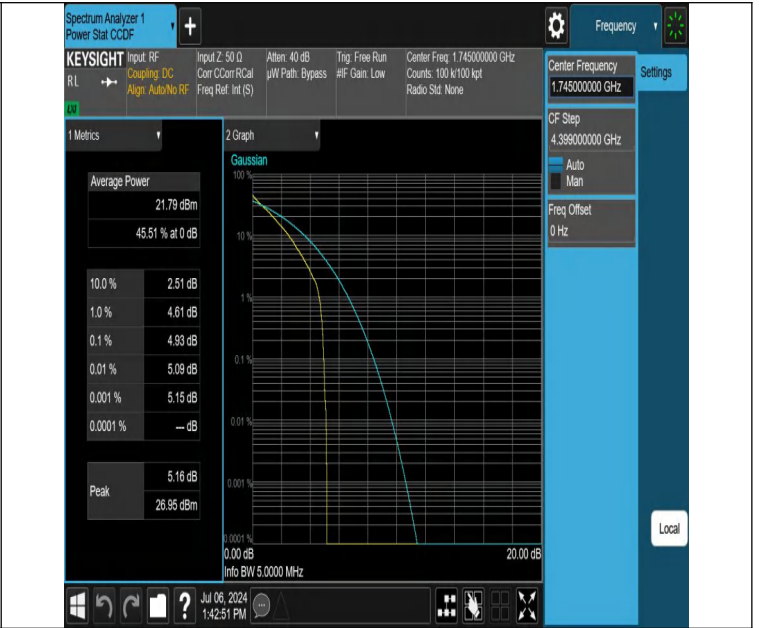 Spectrum Analyzer 1
Power Stat CCDF
Frequency
KEYSIGHT
RL
Input: RF
Coupling: DC
Align: Auto/No RF
Input Z: 50 Ω
Corr CCorr RCal
Freq Ref: Int (S)
Atten: 40 dB
µW Path: Bypass
Trig: Free Run
#IF Gain: Low
Center Freq: 1.745000000 GHz
Counts: 100 k/100 kpt
Radio Std: None
Center Frequency
1.745000000 GHz
Settings
CF Step
4.399000000 GHz
Auto
Man
Freq Offset
0 Hz
1 Metrics
Average Power
21.79 dBm
45.51 % at 0 dB
10.0 % 2.51 dB
1.0 % 4.61 dB
0.1 % 4.93 dB
0.01 % 5.09 dB
0.001 % 5.15 dB
0.0001 % --- dB
Peak
5.16 dB
26.95 dBm
2 Graph
Gaussian
100 %
10 %
1 %
0.1 %
0.01 %
0.001 %
0.0001 %
0.00 dB 20.00 dB
Info BW 5.0000 MHz
Local
?
Jul 06, 2024
1:42:51 PM